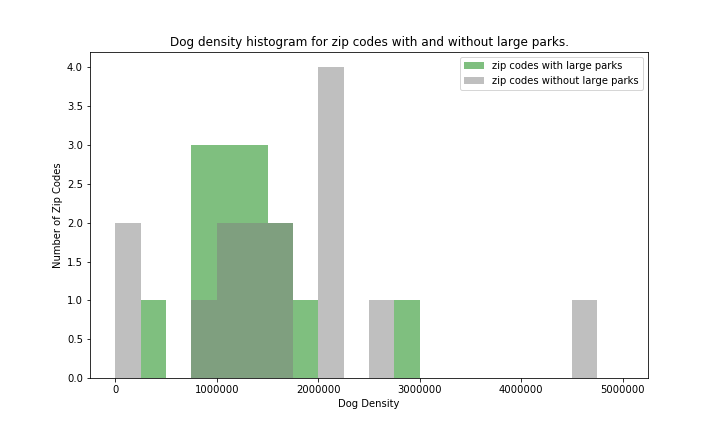 Dog density histogram for zip codes with and without large parks.
zip codes with large parks
zip codes without large parks
Number of Zip Codes
4.0
3.5
3.0
2.5
2.0
1.5
1.0
0.5
0.0
0 1000000 2000000 3000000 4000000 5000000
Dog Density